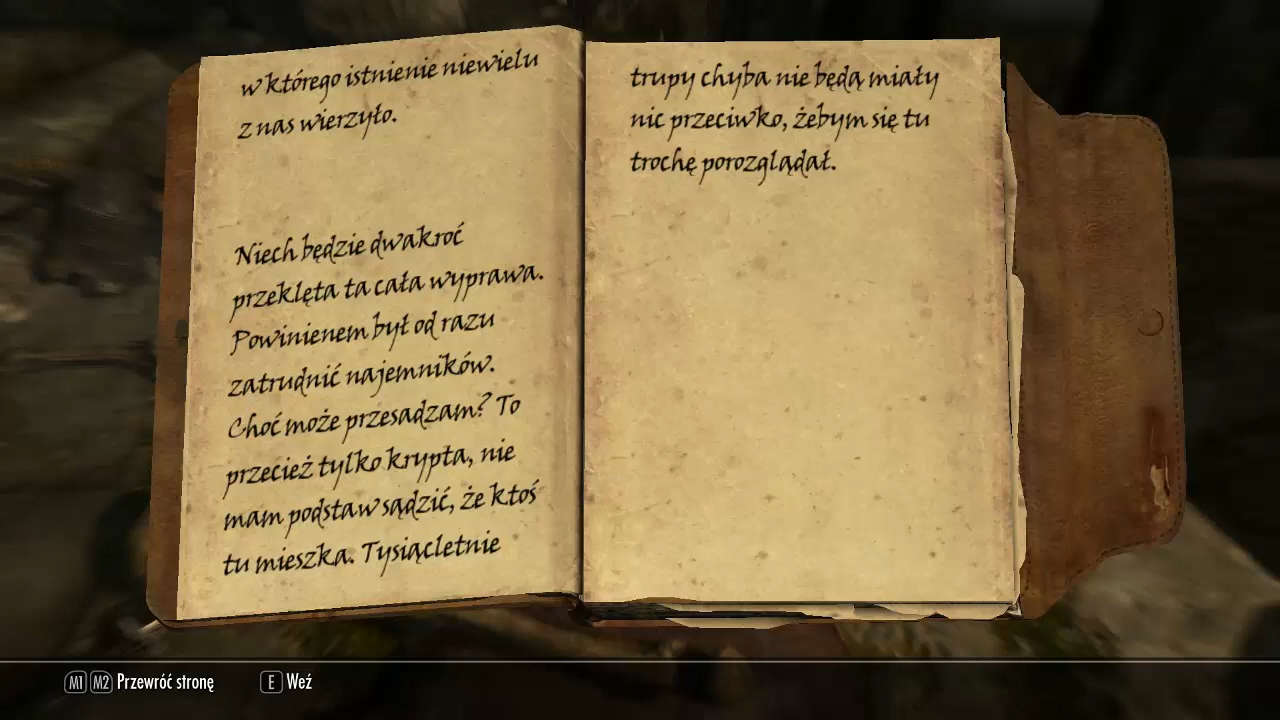 w którego istnienie niewielu
z nas wierzyło.
Niech będzie dwakroć
przeklęta ta cała wyprawa.
Powinienem był od razu
zatrudnić najemników.
Choć może przesadzam? To
przecież tylko krypta, nie
mam podstaw sądzić, że ktoś
tu mieszka. Tysiącletnie
trupy chyba nie będą miały
nic przeciwko, żebym się tu
trochę porozglądał.
M1 M2 Przewróć stronę E Weź